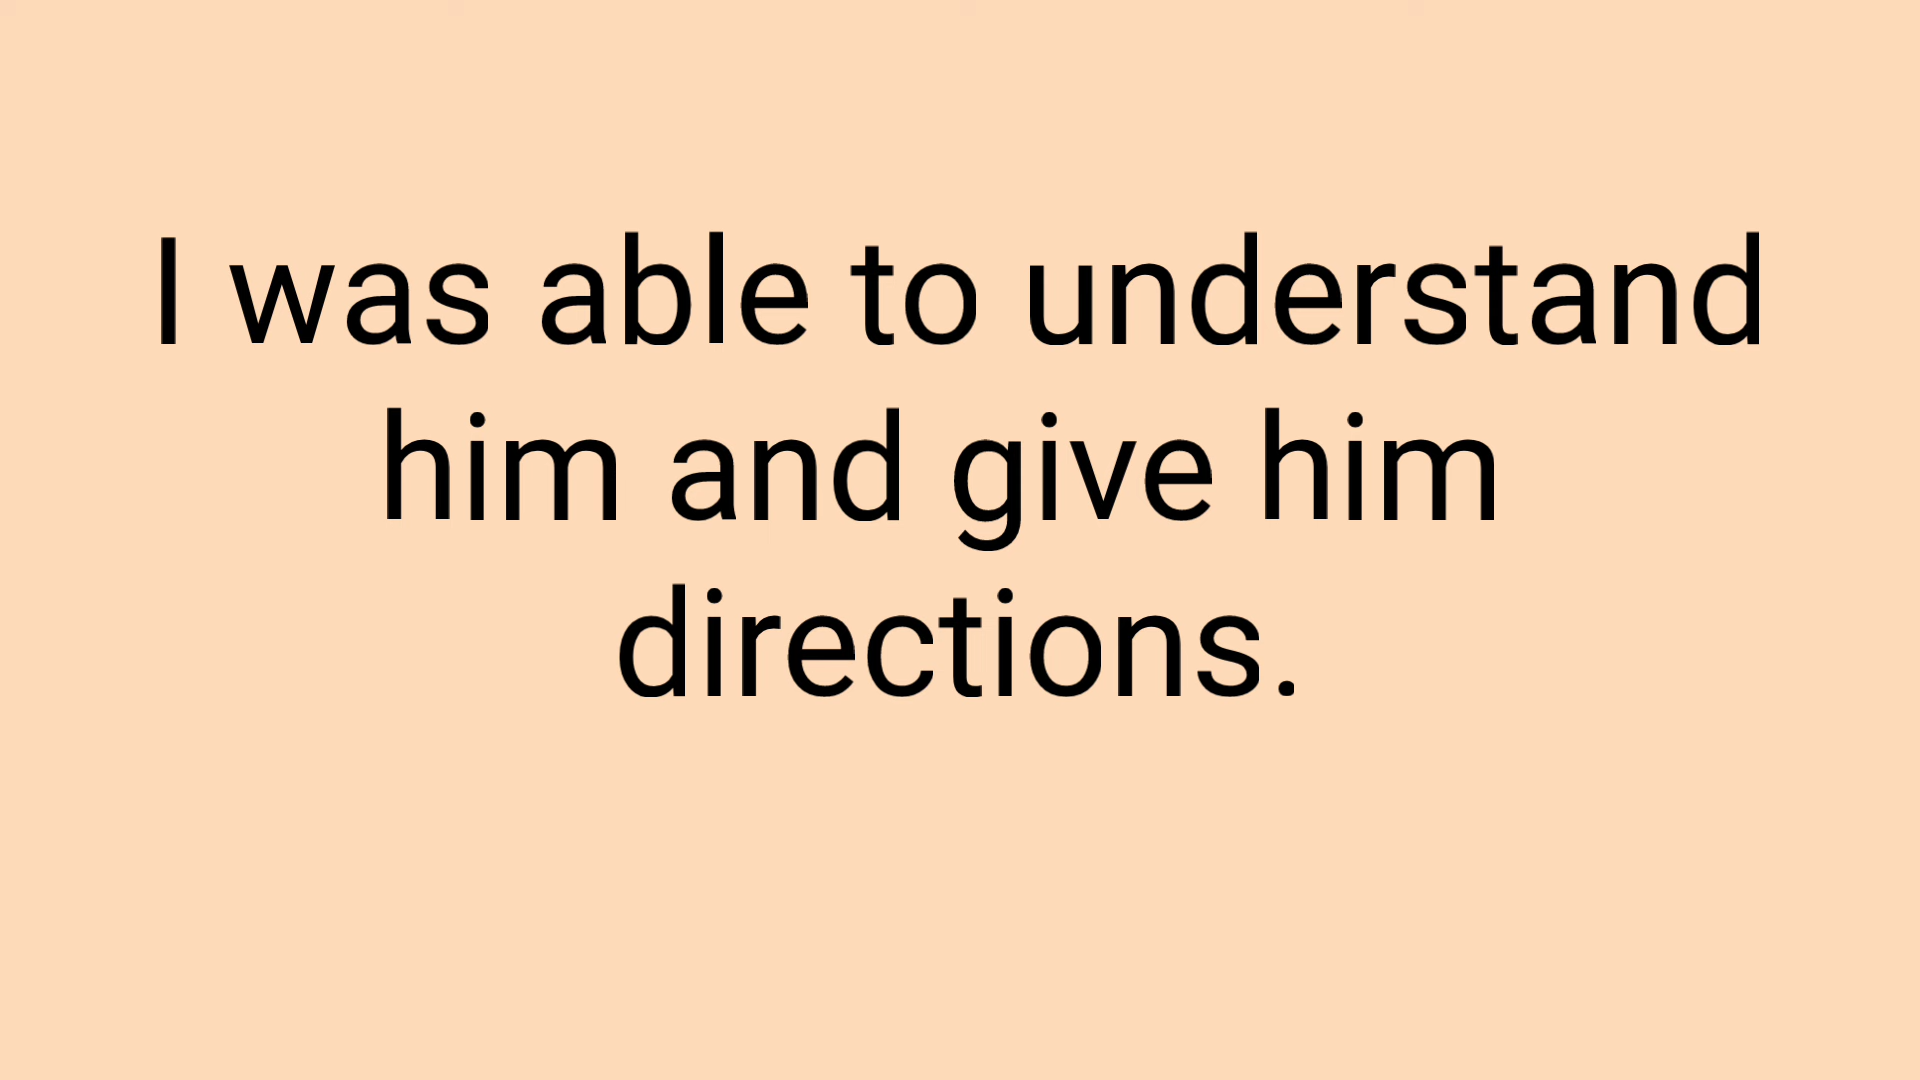 I was able to understand
him and give him
directions.